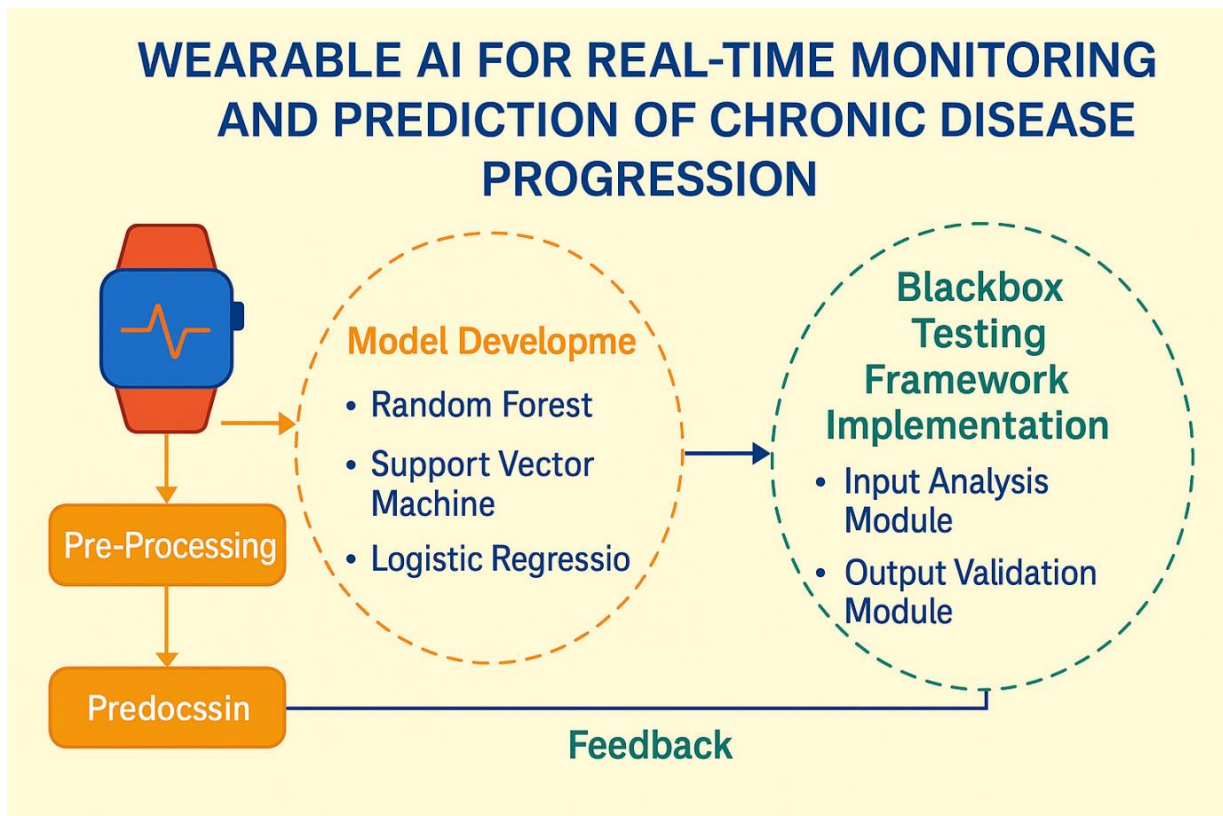 WEARABLE AI FOR REAL-TIME MONITORING
AND PREDICTION OF CHRONIC DISEASE
PROGRESSION
Pre-Processing
Predocssin
Model Developme
• Random Forest
• Support Vector
Machine
• Logistic Regressio
Blackbox
Testing
Framework
Implementation
• Input Analysis
Module
• Output Validation
Module
Feedback